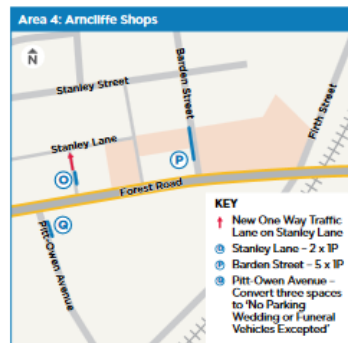 Area 4: Arncliffe Shops
N
Stanley Street
Barden Street
Firth Street
Stanley Lane
O
P
Forest Road
Q
Pitt-Owen Avenue
KEY
New One Way Traffic
Lane on Stanley Lane
O Stanley Lane – 2 x 1P
P Barden Street – 5 x 1P
Q Pitt-Owen Avenue –
Convert three spaces
to ‘No Parking
Wedding or Funeral
Vehicles Excepted’